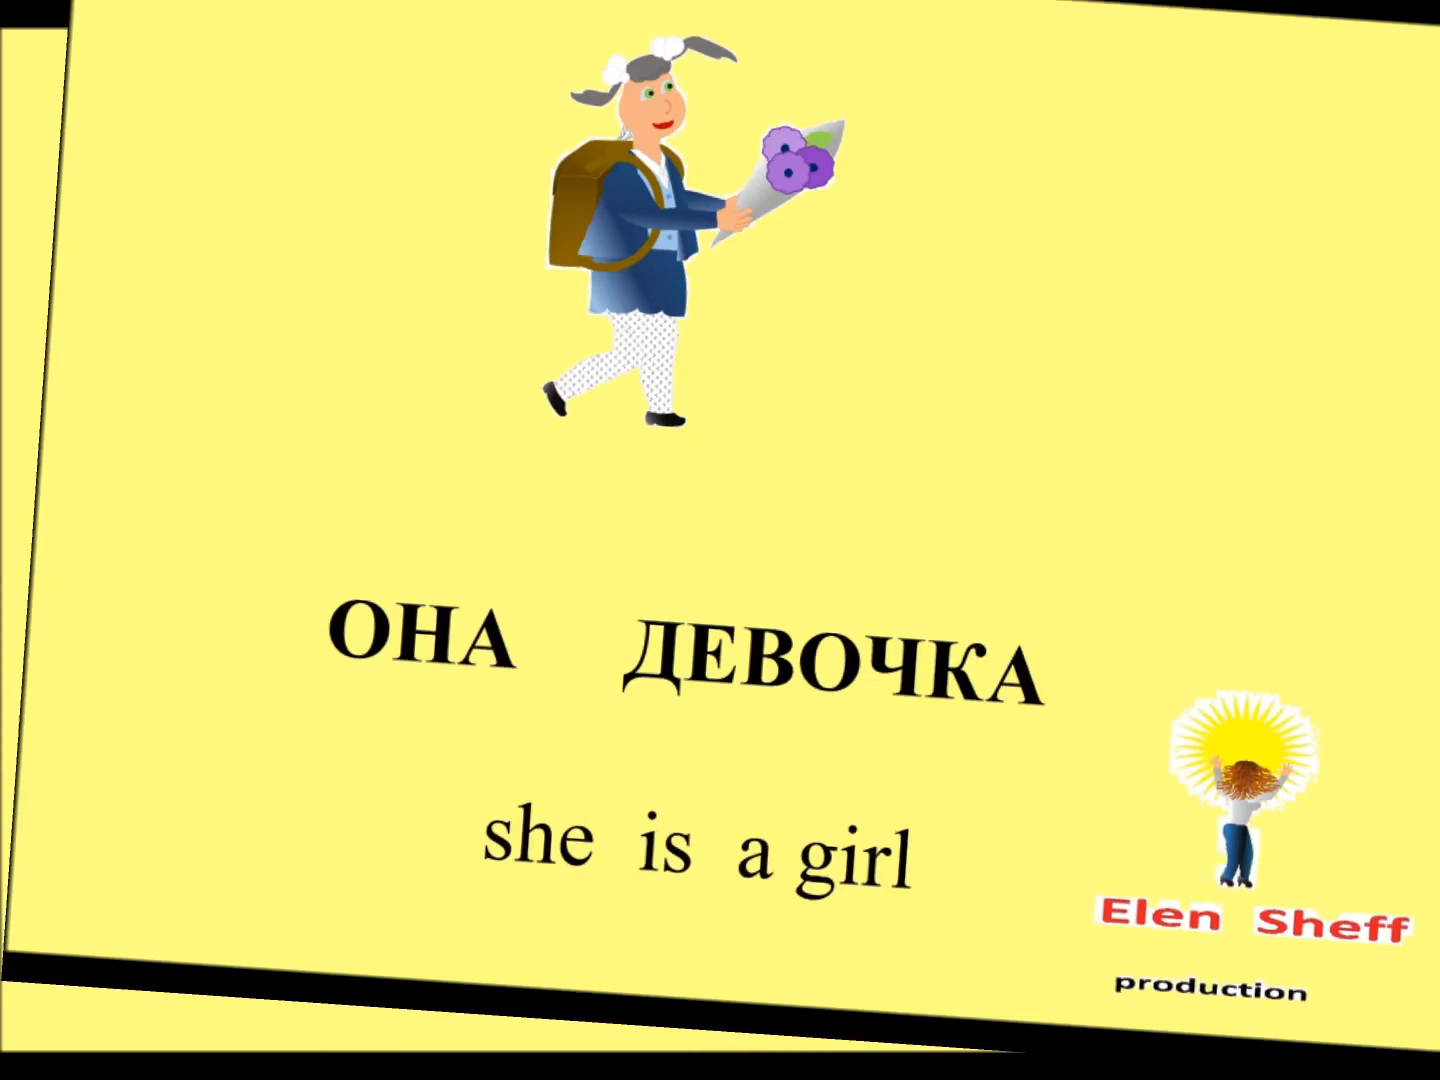 ОНА ДЕВОЧКА
she is a girl
Elen Sheff
production